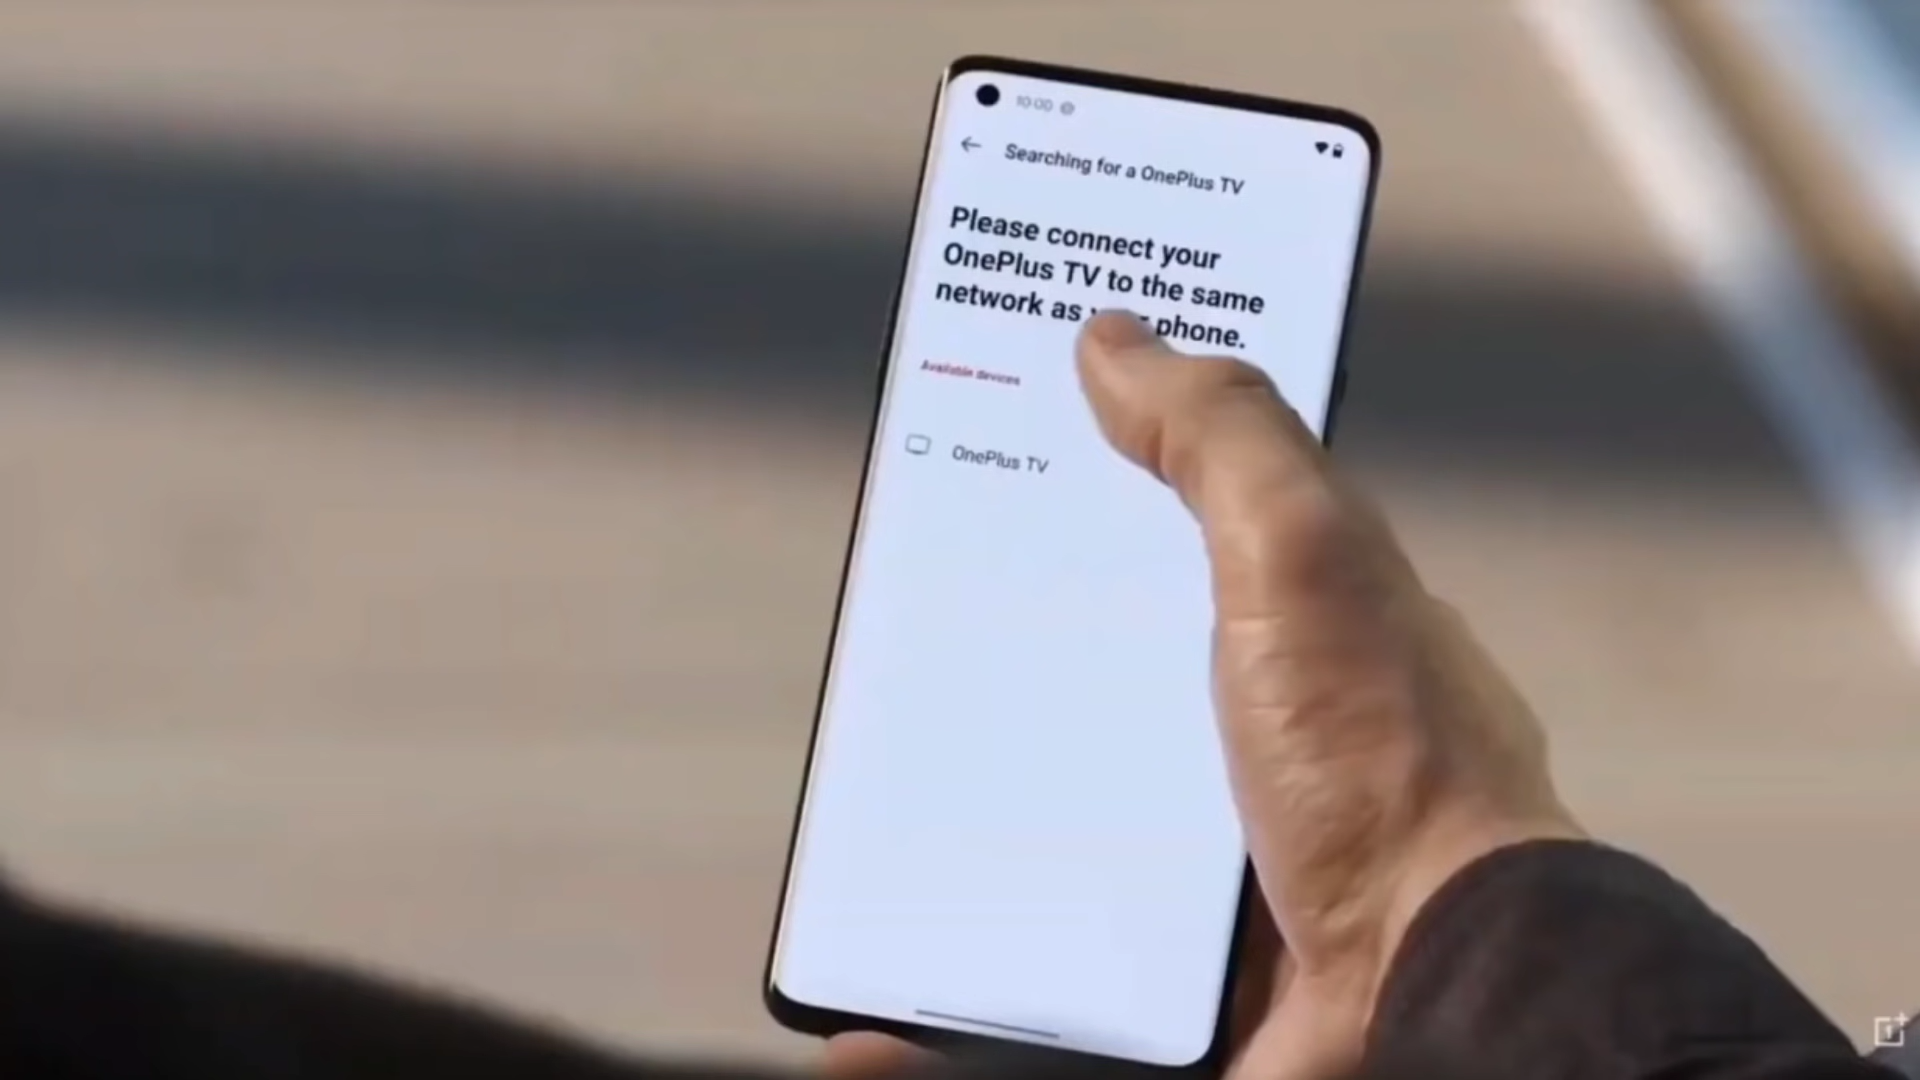 10:00
Searching for a OnePlus TV
Please connect your
OnePlus TV to the same
network as phone.
Available devices
OnePlus TV